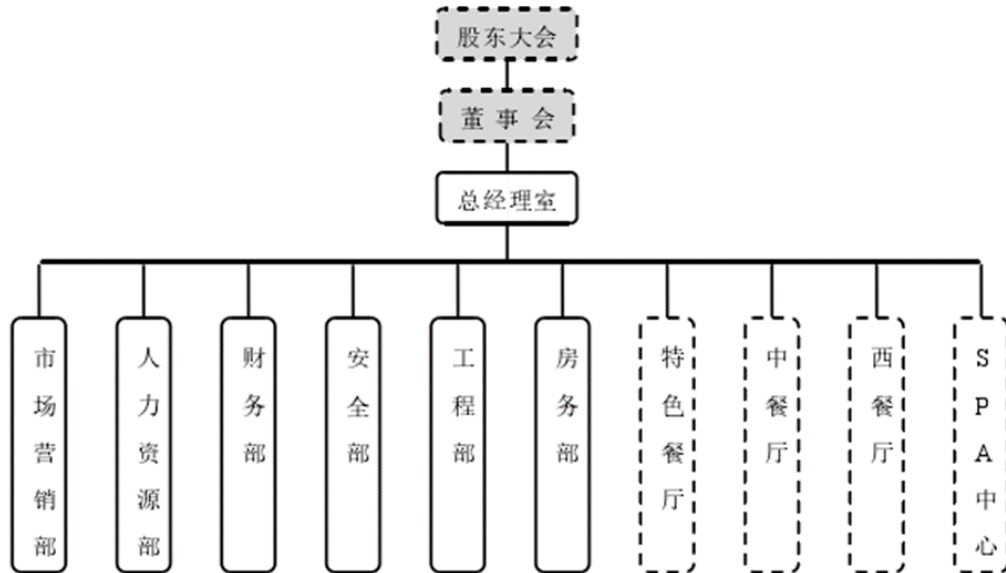 股东大会
董事会
总经理室
市场营销部
人力资源部
财务部
安全部
工程部
房务部
特色餐厅
中餐厅
西餐厅
SPA中心